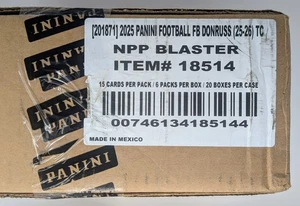 [201871] 2025 PANINI FOOTBALL FB DONRUSS (25-26) TC
NPP BLASTER
ITEM# 18514
15 CARDS PER PACK / 6 PACKS PER BOX / 20 BOXES PER CASE
00746134185144
MADE IN MEXICO
PANINI